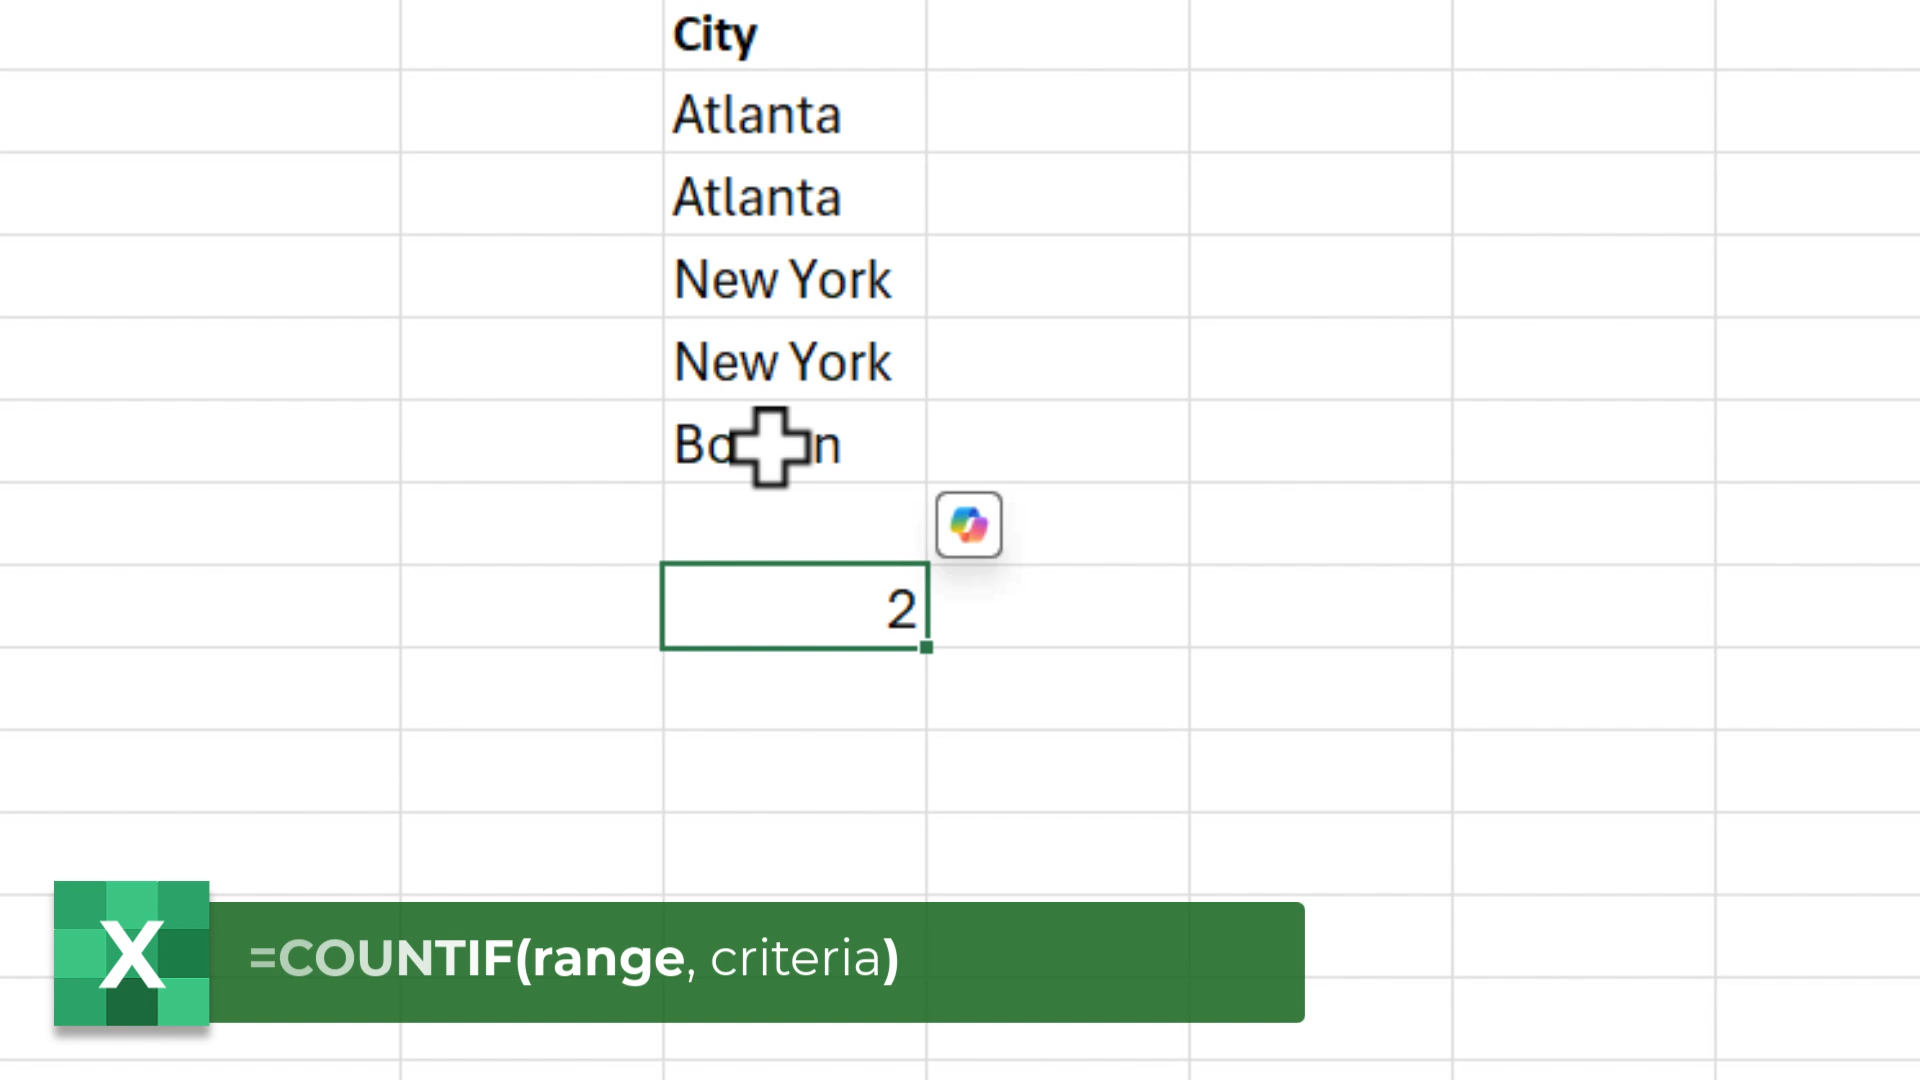 City
Atlanta
Atlanta
New York
New York
2
X
=COUNTIF(range, criteria)